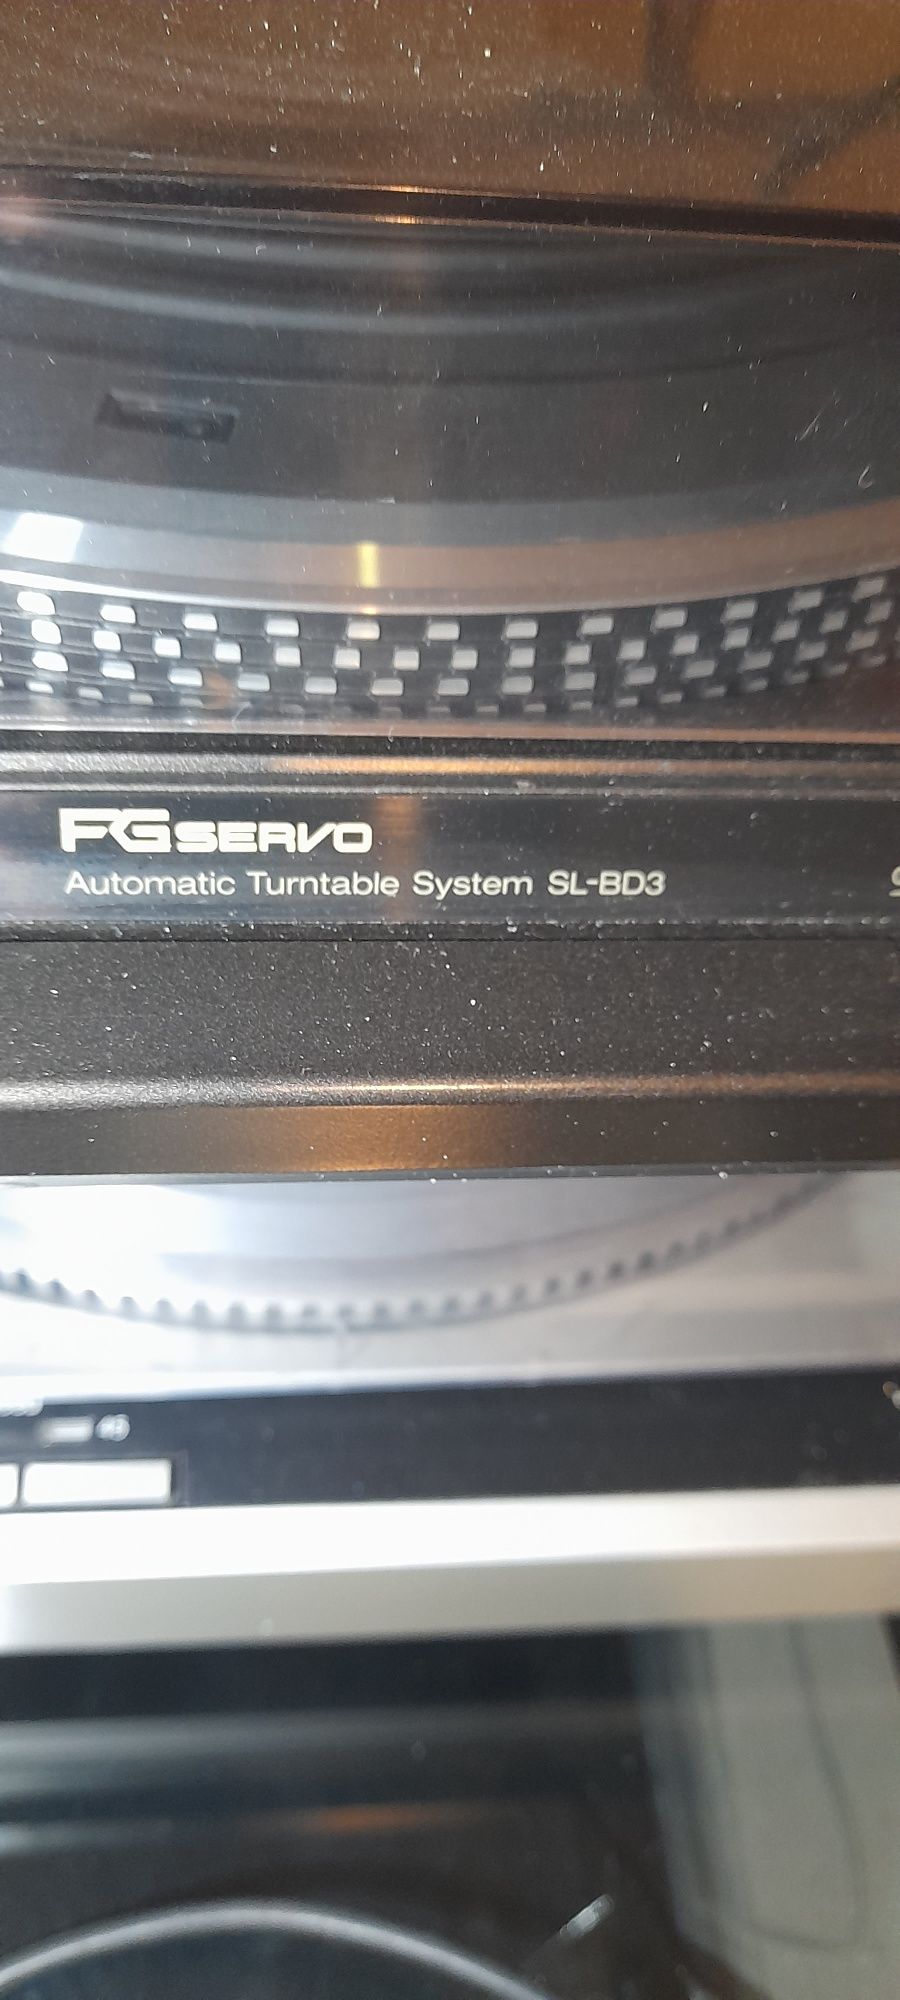 FG SERVO
Automatic Turntable System SL-BD3